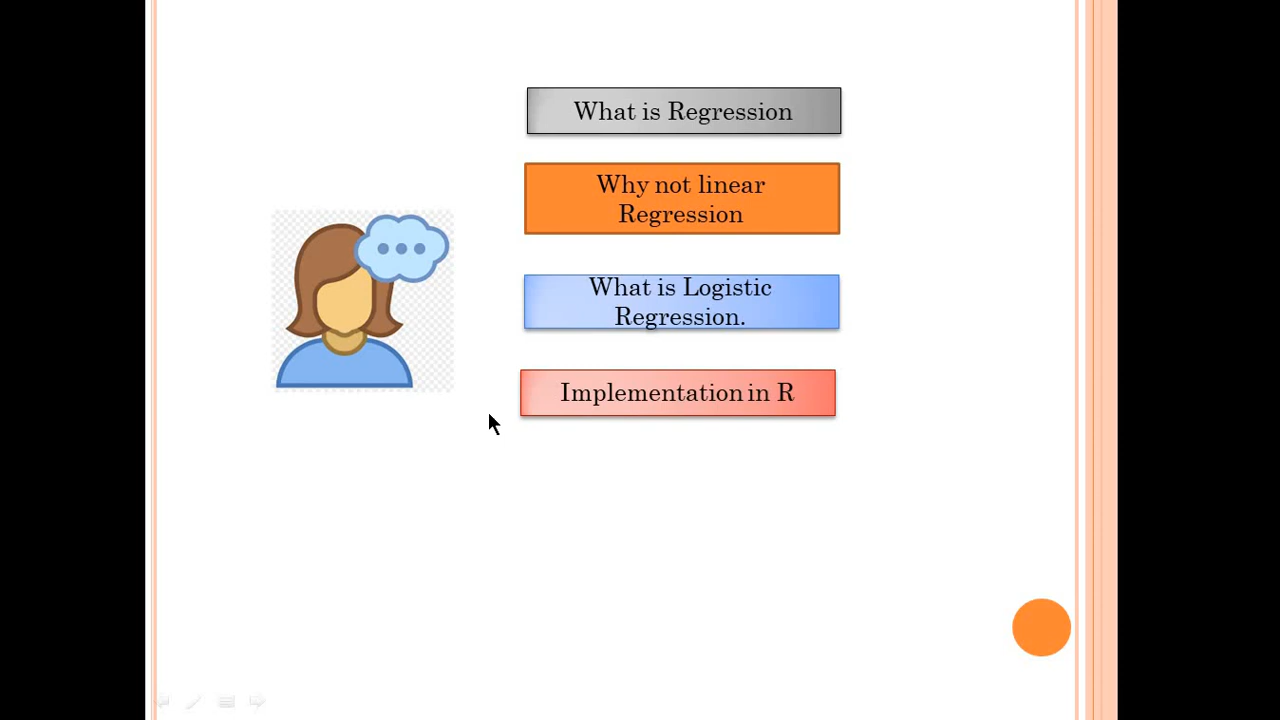 What is Regression
Why not linear
Regression
What is Logistic
Regression.
Implementation in R